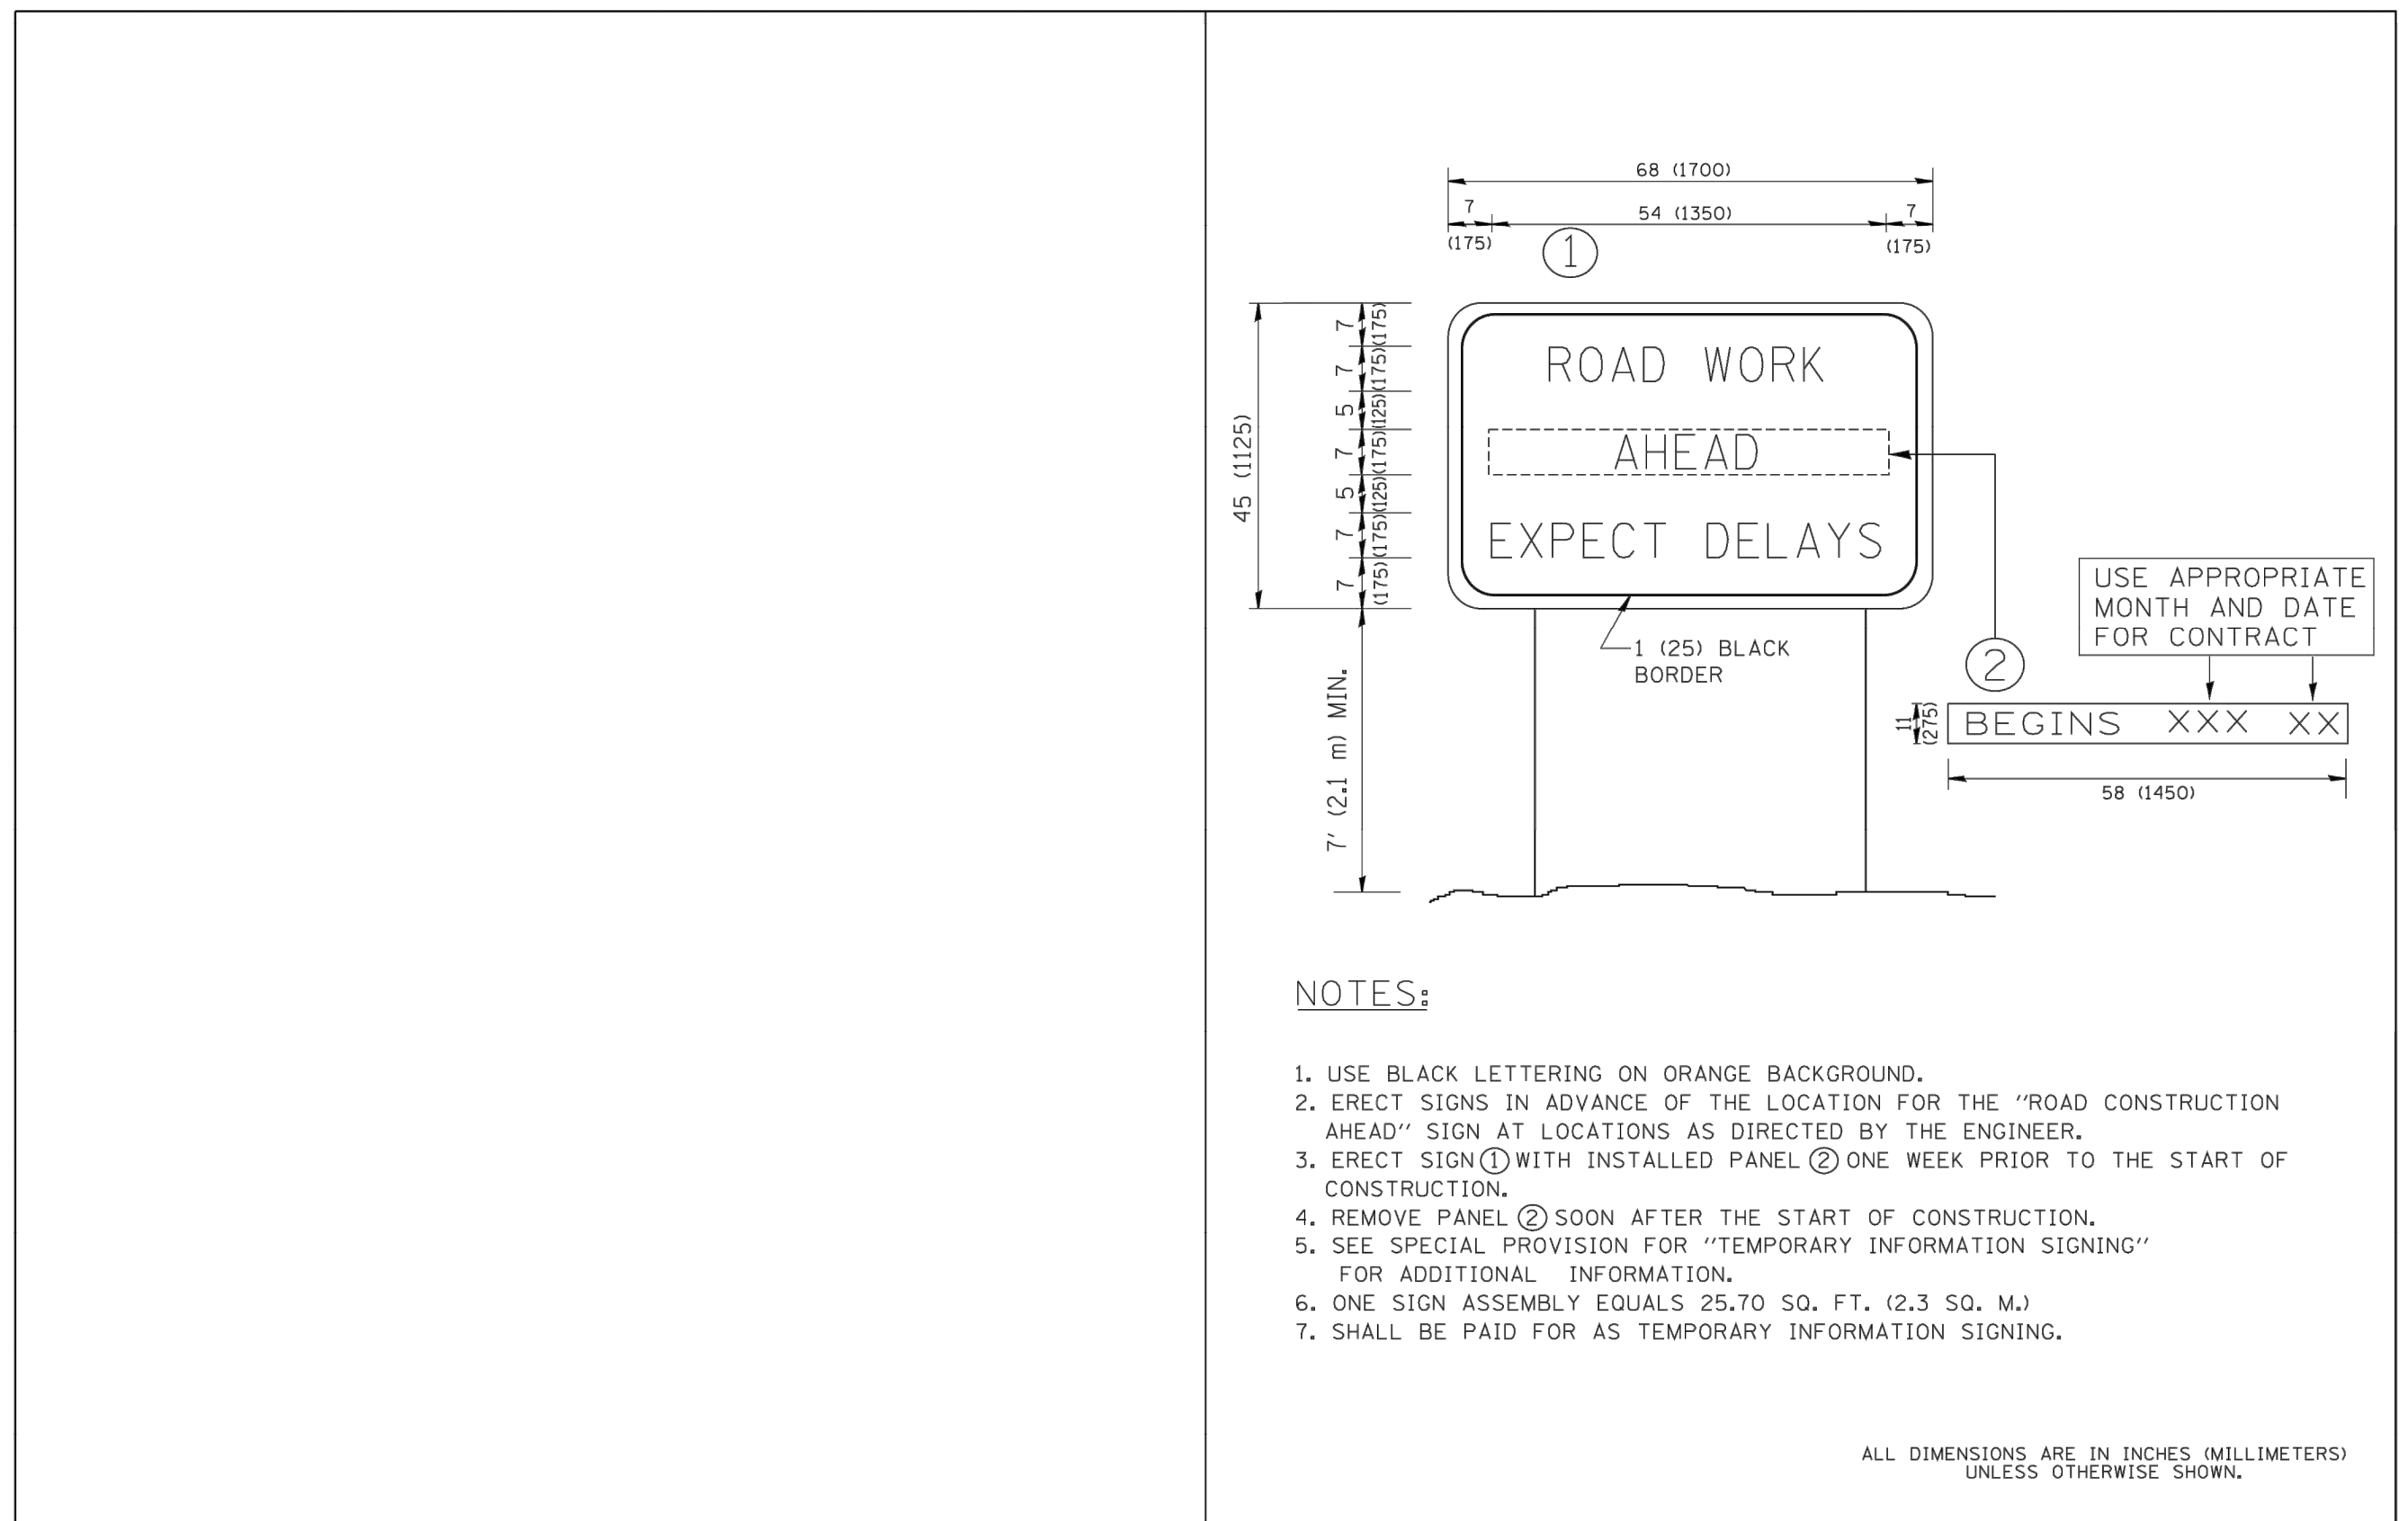 68 (1700)
7
54 (1350)
7
(175)
(175)
1
7
(175)
7
(175)
5
(125)
7
(175)
5
(125)
7
(175)
7
(175)
45 (1125)
ROAD WORK
AHEAD
EXPECT DELAYS
1 (25) BLACK
BORDER
7' (2.1 m) MIN.
USE APPROPRIATE
MONTH AND DATE
FOR CONTRACT
2
11
(275)
BEGINS XXX XX
58 (1450)
NOTES:
1. USE BLACK LETTERING ON ORANGE BACKGROUND.
2. ERECT SIGNS IN ADVANCE OF THE LOCATION FOR THE "ROAD CONSTRUCTION
AHEAD" SIGN AT LOCATIONS AS DIRECTED BY THE ENGINEER.
3. ERECT SIGN ① WITH INSTALLED PANEL ② ONE WEEK PRIOR TO THE START OF
CONSTRUCTION.
4. REMOVE PANEL ② SOON AFTER THE START OF CONSTRUCTION.
5. SEE SPECIAL PROVISION FOR "TEMPORARY INFORMATION SIGNING"
FOR ADDITIONAL INFORMATION.
6. ONE SIGN ASSEMBLY EQUALS 25.70 SQ. FT. (2.3 SQ. M.)
7. SHALL BE PAID FOR AS TEMPORARY INFORMATION SIGNING.
ALL DIMENSIONS ARE IN INCHES (MILLIMETERS)
UNLESS OTHERWISE SHOWN.